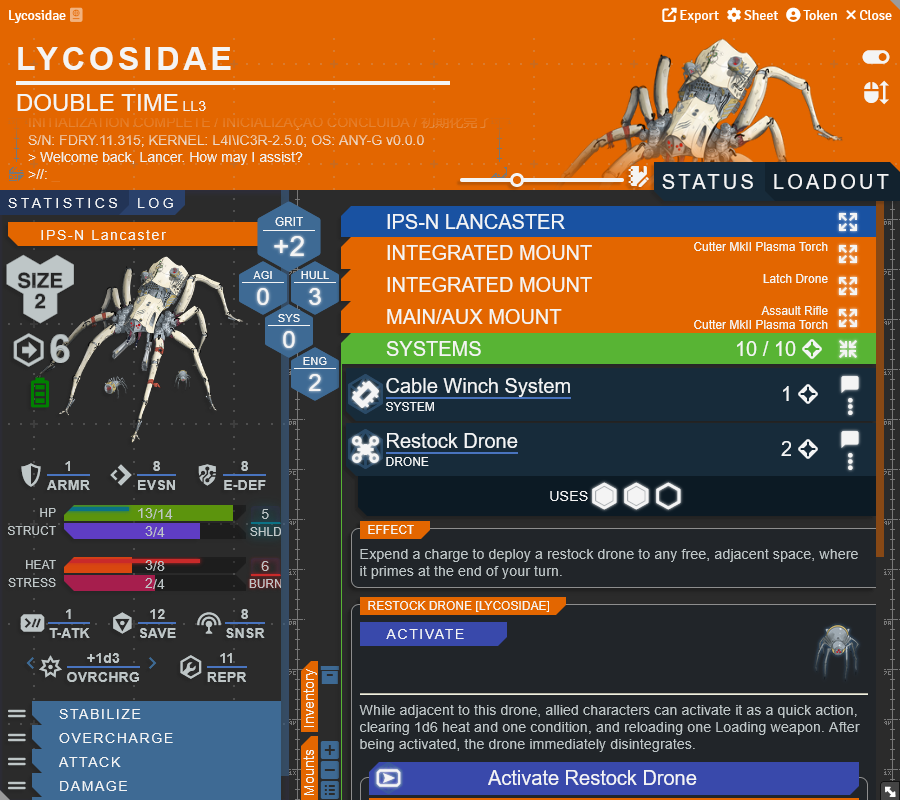 Lycosidae
Export Sheet Token Close
LYCOSIDAE
DOUBLE TIME LL3
INITIALIZATION COMPLETE / INICIALIZAÇÃO CONCLUÍDA / 初期化完了
S/N: FDRY.11.315; KERNEL: L4N\C3R-2.5.0; OS: ANY-G v0.0.0
> Welcome back, Lancer. How may I assist?
>//:
STATUS LOADOUT
STATISTICS LOG
IPS-N Lancaster
SIZE
2
6
GRIT
+2
AGI
0
HULL
3
SYS
0
ENG
2
1
ARMR
8
EVSN
8
E-DEF
HP 13/14
5
SHLD
STRUCT 3/4
HEAT 3/8
6
BURN
STRESS 2/4
1
T-ATK
12
SAVE
8
SNSR
+1d3
OVRCHRG
11
REPR
STABILIZE
OVERCHARGE
ATTACK
DAMAGE
Inventory
Mounts
IPS-N LANCASTER
INTEGRATED MOUNT
Cutter MkII Plasma Torch
INTEGRATED MOUNT
Latch Drone
MAIN/AUX MOUNT
Assault Rifle
Cutter MkII Plasma Torch
SYSTEMS 10 / 10
Cable Winch System 1
SYSTEM
Restock Drone 2
DRONE
USES
EFFECT
Expend a charge to deploy a restock drone to any free, adjacent space, where
it primes at the end of your turn.
RESTOCK DRONE [LYCOSIDAE]
ACTIVATE
While adjacent to this drone, allied characters can activate it as a quick action,
clearing 1d6 heat and one condition, and reloading one Loading weapon. After
being activated, the drone immediately disintegrates.
Activate Restock Drone